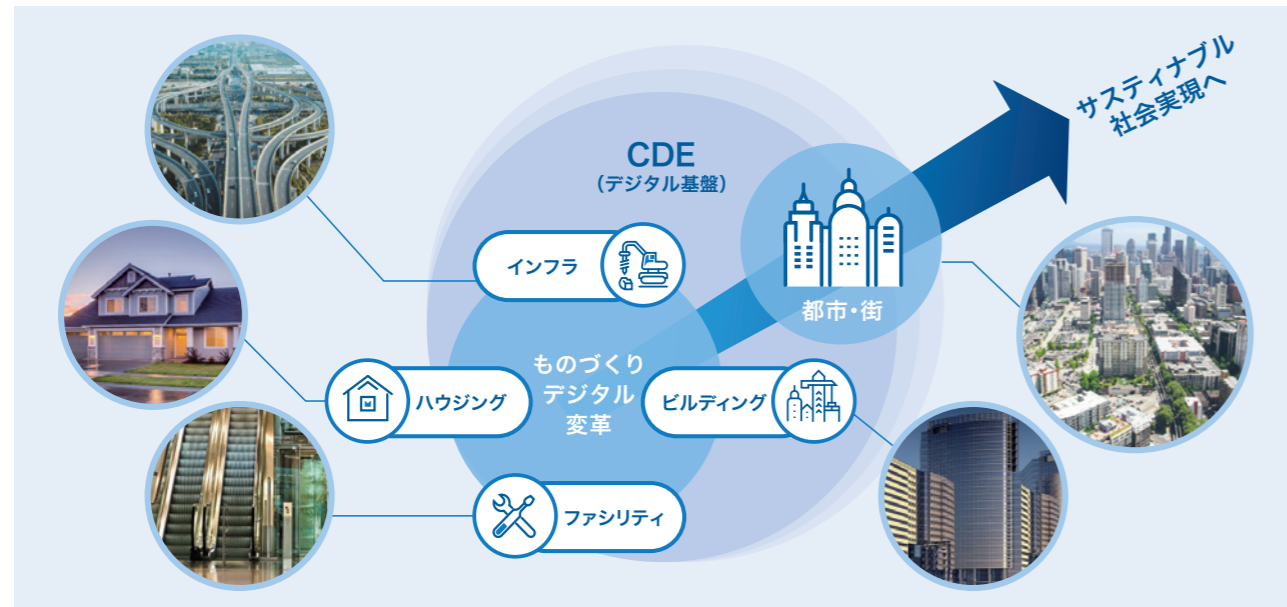 サスティナブル
社会実現へ
CDE
(デジタル基盤)
インフラ
都市・街
ものづくり
デジタル
変革
ハウジング
ビルディング
ファシリティ